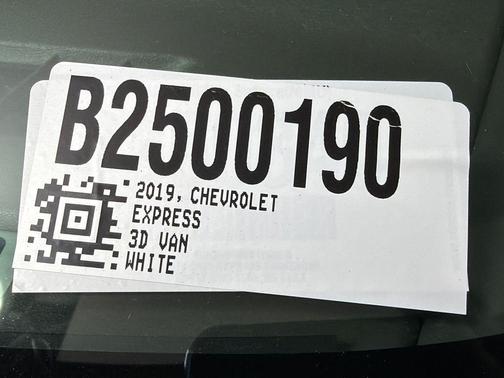 B2500190
2019, CHEVROLET
EXPRESS
3D VAN
WHITE